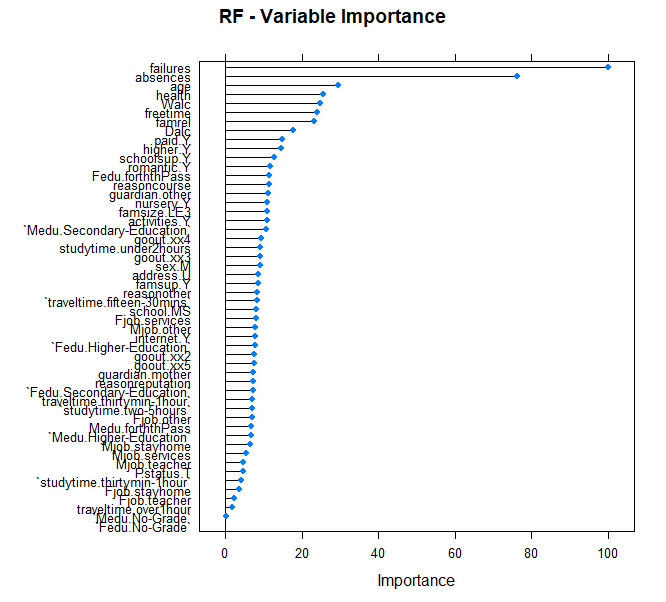 RF - Variable Importance
failures
absences
age
health
Walc
freetime
famrel
Dalc
paid.Y
higher.Y
schoolsup.Y
romantic.Y
Fedu.forthPass
reasoncourse
guardian.other
nursery.Y
famsize.LE3
activities.Y
`Medu.Secondary-Education`
goout.xx4
studytime.under2hours
goout.xx3
sex.M
address.U
famsup.Y
reasonother
`traveltime.fifteen-30mins`
school.MS
Fjob.services
Mjob.other
internet.Y
`Fedu.Higher-Education`
goout.xx2
goout.xx5
guardian.mother
reasonreputation
`Fedu.Secondary-Education`
`traveltime.thirtymin-1hour`
`studytime.two-5hours`
Fjob.other
Medu.forthPass
`Medu.Higher-Education`
Mjob.stayhome
Mjob.services
Mjob.teacher
Pstatus.T
`studytime.thirtymin-1hour`
Fjob.stayhome
Fjob.teacher
traveltime.over1hour
`Medu.No-Grade`
`Fedu.No-Grade`
0 20 40 60 80 100
Importance